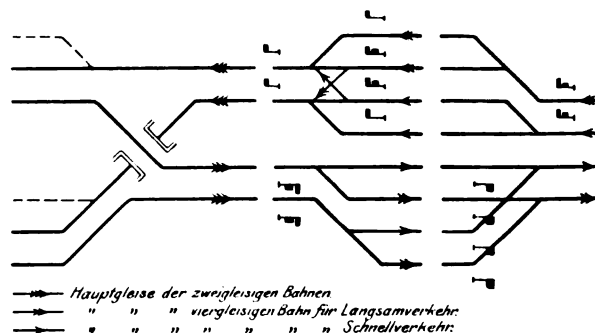 Hauptgleise der zweigleisigen Bahnen.
" " " viergleisigen Bahn für Langsamverkehr.
" " " " " " Schnellverkehr.